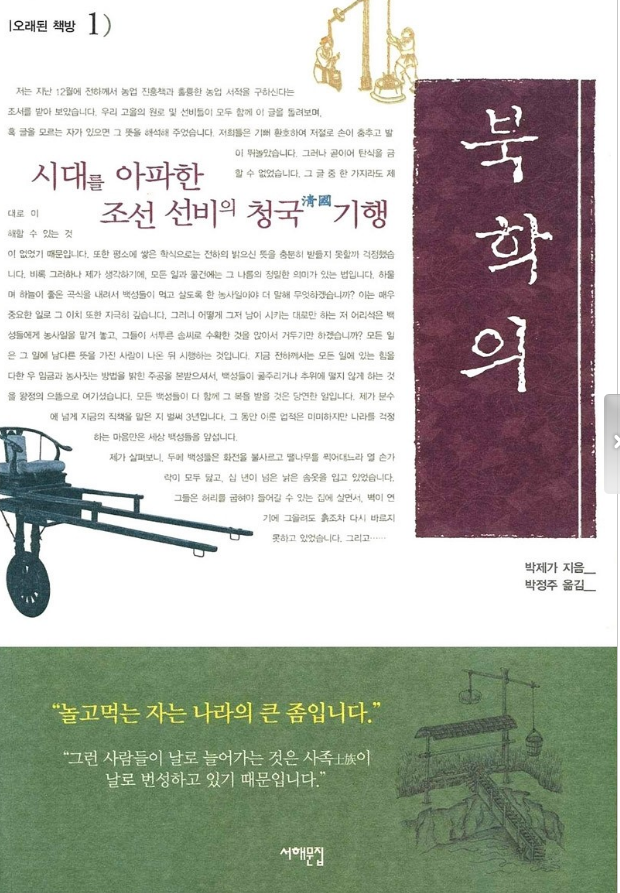 오래된 책방 1)
저는 지난 12월에 전하께서 농업 진흥책과 훌륭한 농업 서적을 구하신다는
조서를 받아 보았습니다. 우리 고을의 원로 및 선비들이 모두 함께 이 글을 돌려보며,
혹 글을 모르는 자가 있으면 그 뜻을 해석해 주었습니다. 저희들은 기뻐 환호하며 저절로 손이 춤추고 발
이 뛰놀았습니다. 그러나 곧이어 탄식을 금
할 수 없었습니다. 그 글 중 한 가지라도 제
시대를 아파한
조선 선비의 청국淸國 기행
대로 이
해할 수 있는 것
이 없었기 때문입니다. 또한 평소에 쌓은 학식으로는 전하의 밝으신 뜻을 충분히 받들지 못할까 걱정했습
니다. 비록 그러하나 제가 생각하기에, 모든 일과 물건에는 그 나름의 정밀한 의미가 있는 법입니다. 하물
며 하늘이 좋은 곡식을 내려서 백성들이 먹고 살도록 한 농사일이야 더 말해 무엇하겠습니까? 이는 매우
중요한 일로 그 이치 또한 지극히 깊습니다. 그러니 어떻게 그저 남이 시키는 대로만 하는 저 어리석은 백
성들에게 농사일을 맡겨 놓고, 그들이 서투른 솜씨로 수확한 것을 앉아서 거두기만 하겠습니까? 모든 일
은 그 일에 남다른 뜻을 가진 사람이 나온 뒤 시행하는 것입니다. 지금 전하께서는 모든 일에 있는 힘을
다한 우 임금과 농사짓는 방법을 밝힌 주공을 본받으셔서, 백성들이 굶주리거나 추위에 떨지 않게 하는 것
을 왕정의 으뜸으로 여기셨습니다. 모든 백성들이 다 함께 그 복을 받을 것은 당연한 일입니다. 제가 분수
에 넘게 지금의 직책을 맡은 지 벌써 3년입니다. 그 동안 이룬 업적은 미미하지만 나라를 걱정
하는 마음만은 세상 백성들을 앞섭니다.
제가 살펴보니, 두메 백성들은 화전을 불사르고 땔나무를 찍어대느라 열 손가
락이 모두 닳고, 십 년이 넘은 낡은 솜옷을 입고 있었습니다.
그들은 허리를 굽혀야 들어갈 수 있는 집에 살면서, 벽이 연
기에 그을려도 흙조차 다시 바르지
못하고 있었습니다. 그리고……
북학의
박제가 지음
박정주 옮김
“놀고먹는 자는 나라의 큰 좀입니다.”
“그런 사람들이 날로 늘어가는 것은 사족士族이
날로 번성하고 있기 때문입니다.”
서해문집